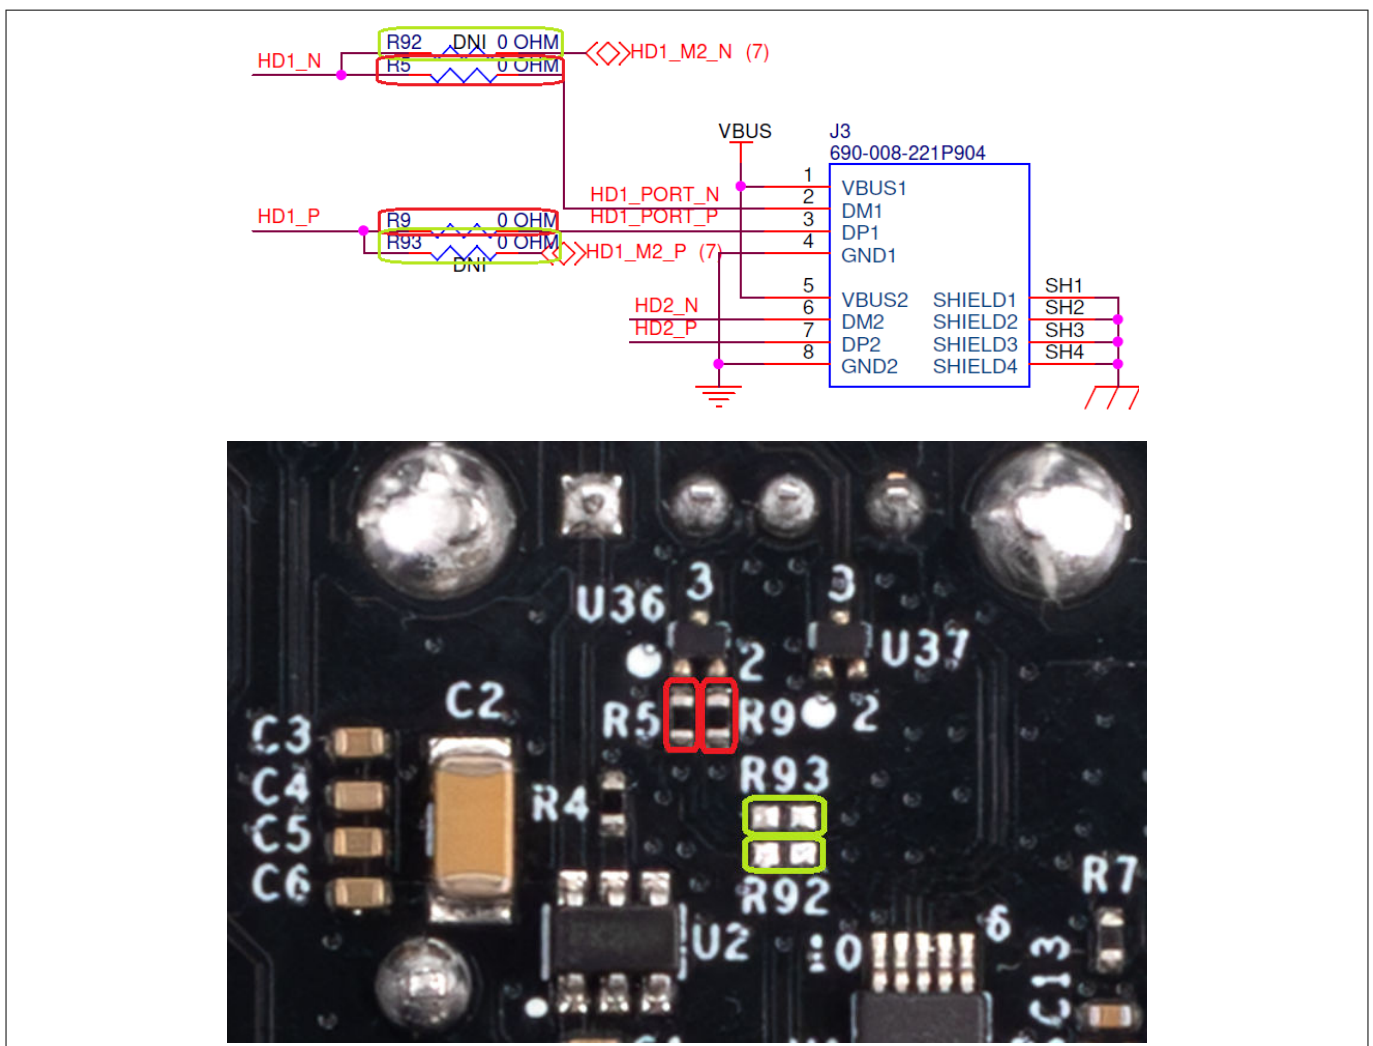 R92 DNI 0 OHM
HD1_M2_N (7)
HD1_N
R5 0 OHM
VBUS
J3
690-008-221P904
1 VBUS1
HD1_PORT_N 2 DM1
HD1_P
R9 0 OHM
HD1_PORT_P 3 DP1
R93 0 OHM
DNI
HD1_M2_P (7)
4 GND1
5 VBUS2 SHIELD1 SH1
HD2_N 6 DM2 SHIELD2 SH2
HD2_P 7 DP2 SHIELD3 SH3
8 GND2 SHIELD4 SH4
3 3
U36
2 U37
C2
R5 R9 2
C3
R93
C4
R4
C5
C6
R92
R7
U2
0 6
C13